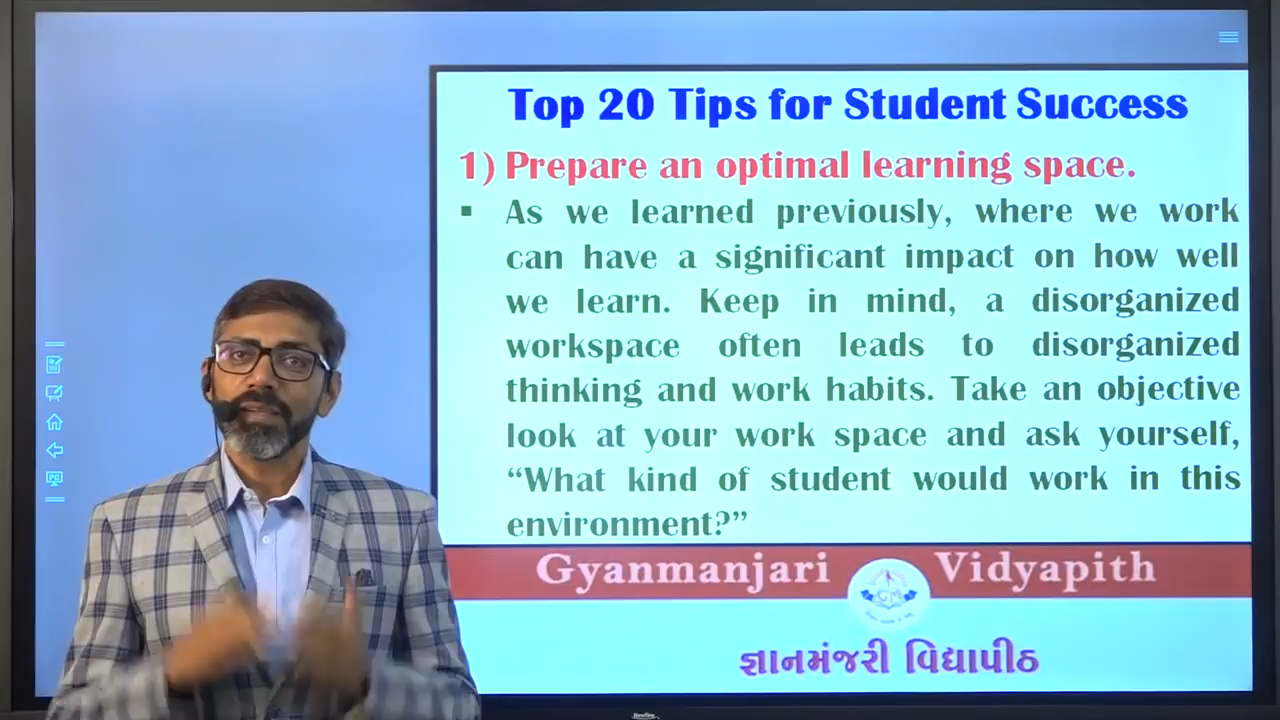 Top 20 Tips for Student Success
1) Prepare an optimal learning space.
▪ As we learned previously, where we work
can have a significant impact on how well
we learn. Keep in mind, a disorganized
workspace often leads to disorganized
thinking and work habits. Take an objective
look at your work space and ask yourself,
“What kind of student would work in this
environment?”
Gyanmanjari Vidyapith
GM
જ્ઞાનમંજરી વિદ્યાપીઠ
PC
Newline